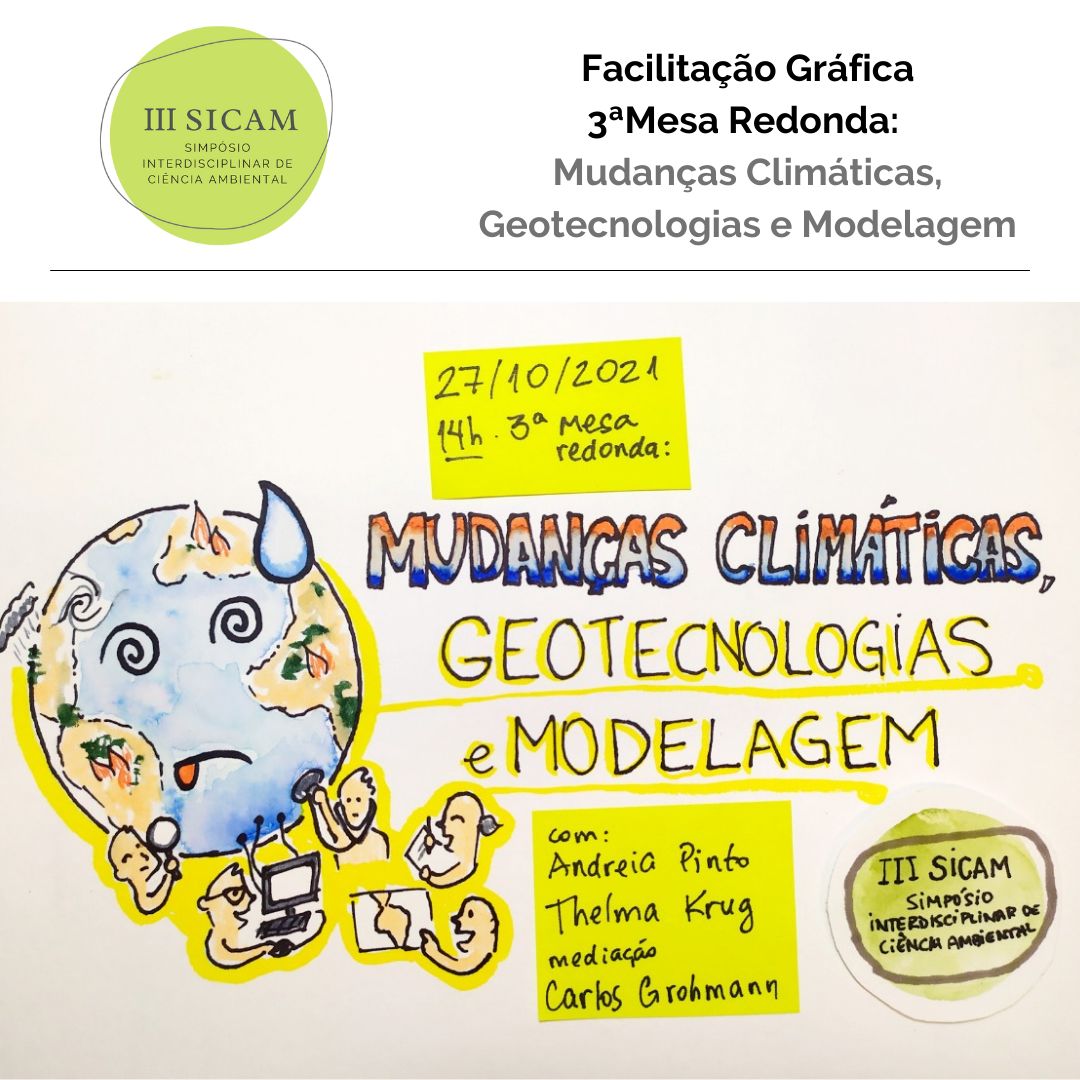 III SICAM
SIMPÓSIO
INTERDISCIPLINAR DE
CIÊNCIA AMBIENTAL
Facilitação Gráfica
3ªMesa Redonda:
Mudanças Climáticas,
Geotecnologias e Modelagem
27/10/2021
14h. 3ª Mesa
redonda:
MUDANÇAS CLiMÁTiCAS,
GEOTECNOLOGiAS
e MODELAGEM
com:
Andreia Pinto
Thelma Krug
mediação
Carlos Grohmann
III SiCAM
SiMPÓSiO
iNTERDiSCiPLiNAR DE
CiÊNCiA AMBiENTAL